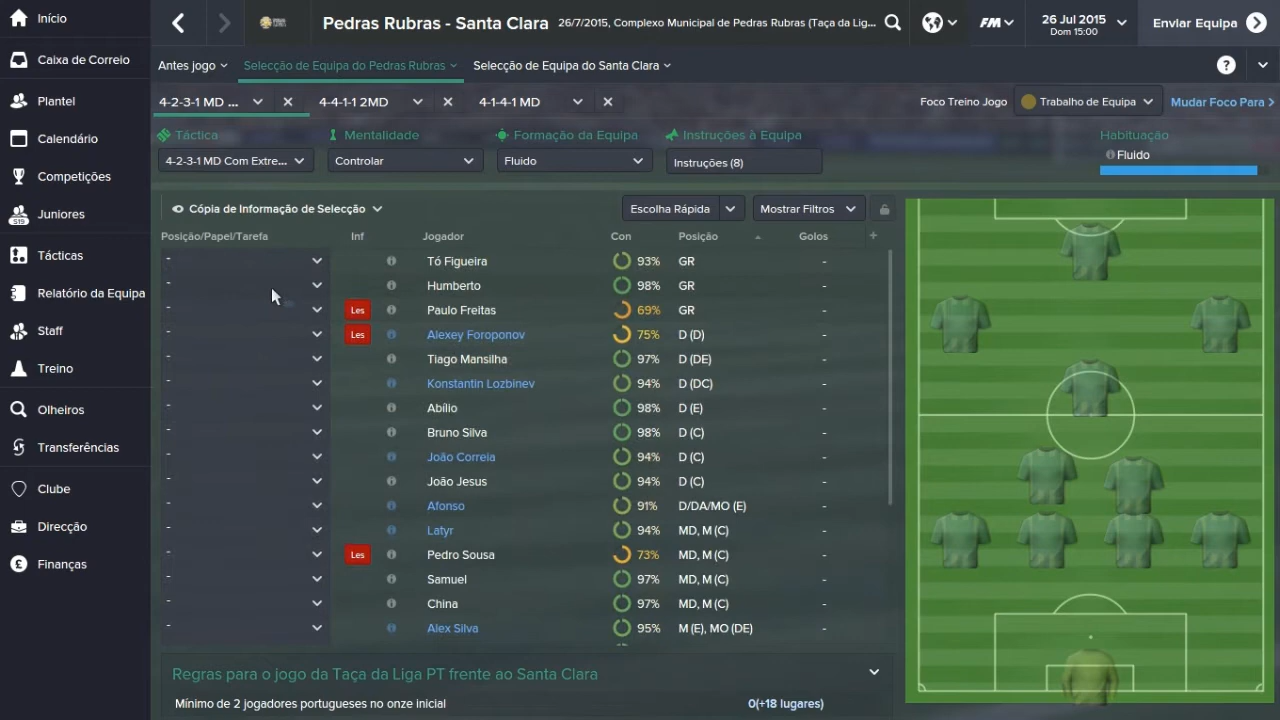 Início
Caixa de Correio
Plantel
Calendário
Competições
S19
Juniores
Tácticas
Relatório da Equipa
Staff
Treino
Olheiros
Transferências
Clube
Direcção
Finanças
Pedras Rubras - Santa Clara
26/7/2015, Complexo Municipal de Pedras Rubras (Taça da Lig...
FM
26 Jul 2015
Dom 15:00
Enviar Equipa
Antes jogo
Selecção de Equipa do Pedras Rubras
Selecção de Equipa do Santa Clara
?
4-2-3-1 MD ...
4-4-1-1 2MD
4-1-4-1 MD
Foco Treino Jogo
Trabalho de Equipa
Mudar Foco Para
Táctica
Mentalidade
Formação da Equipa
Instruções à Equipa
Habituação
4-2-3-1 MD Com Extre...
Controlar
Fluido
Instruções (8)
Fluido
Cópia de Informação de Selecção
Escolha Rápida
Mostrar Filtros
Posição/Papel/Tarefa Inf Jogador Con Posição Golos +
- Tó Figueira 93% GR -
- Humberto 98% GR -
- Les Paulo Freitas 69% GR -
- Les Alexey Foroponov 75% D (D) -
- Tiago Mansilha 97% D (DE) -
- Konstantin Lozbinev 94% D (DC) -
- Abílio 98% D (E) -
- Bruno Silva 98% D (C) -
- João Correia 94% D (C) -
- João Jesus 94% D (C) -
- Afonso 91% D/DA/MO (E) -
- Latyr 94% MD, M (C) -
- Les Pedro Sousa 73% MD, M (C) -
- Samuel 97% MD, M (C) -
- China 97% MD, M (C) -
- Alex Silva 95% M (E), MO (DE) -
Regras para o jogo da Taça da Liga PT frente ao Santa Clara
Mínimo de 2 jogadores portugueses no onze inicial 0(+18 lugares)